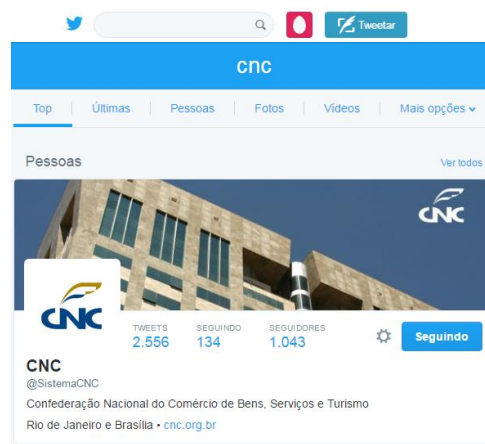 Tweetar
cnc
Top Últimas Pessoas Fotos Vídeos Mais opções
Pessoas Ver todos
CNC
CNC
TWEETS SEGUINDO SEGUIDORES
2.556 134 1.043 Seguindo
CNC
@SistemaCNC
Confederação Nacional do Comércio de Bens, Serviços e Turismo
Rio de Janeiro e Brasília • cnc.org.br